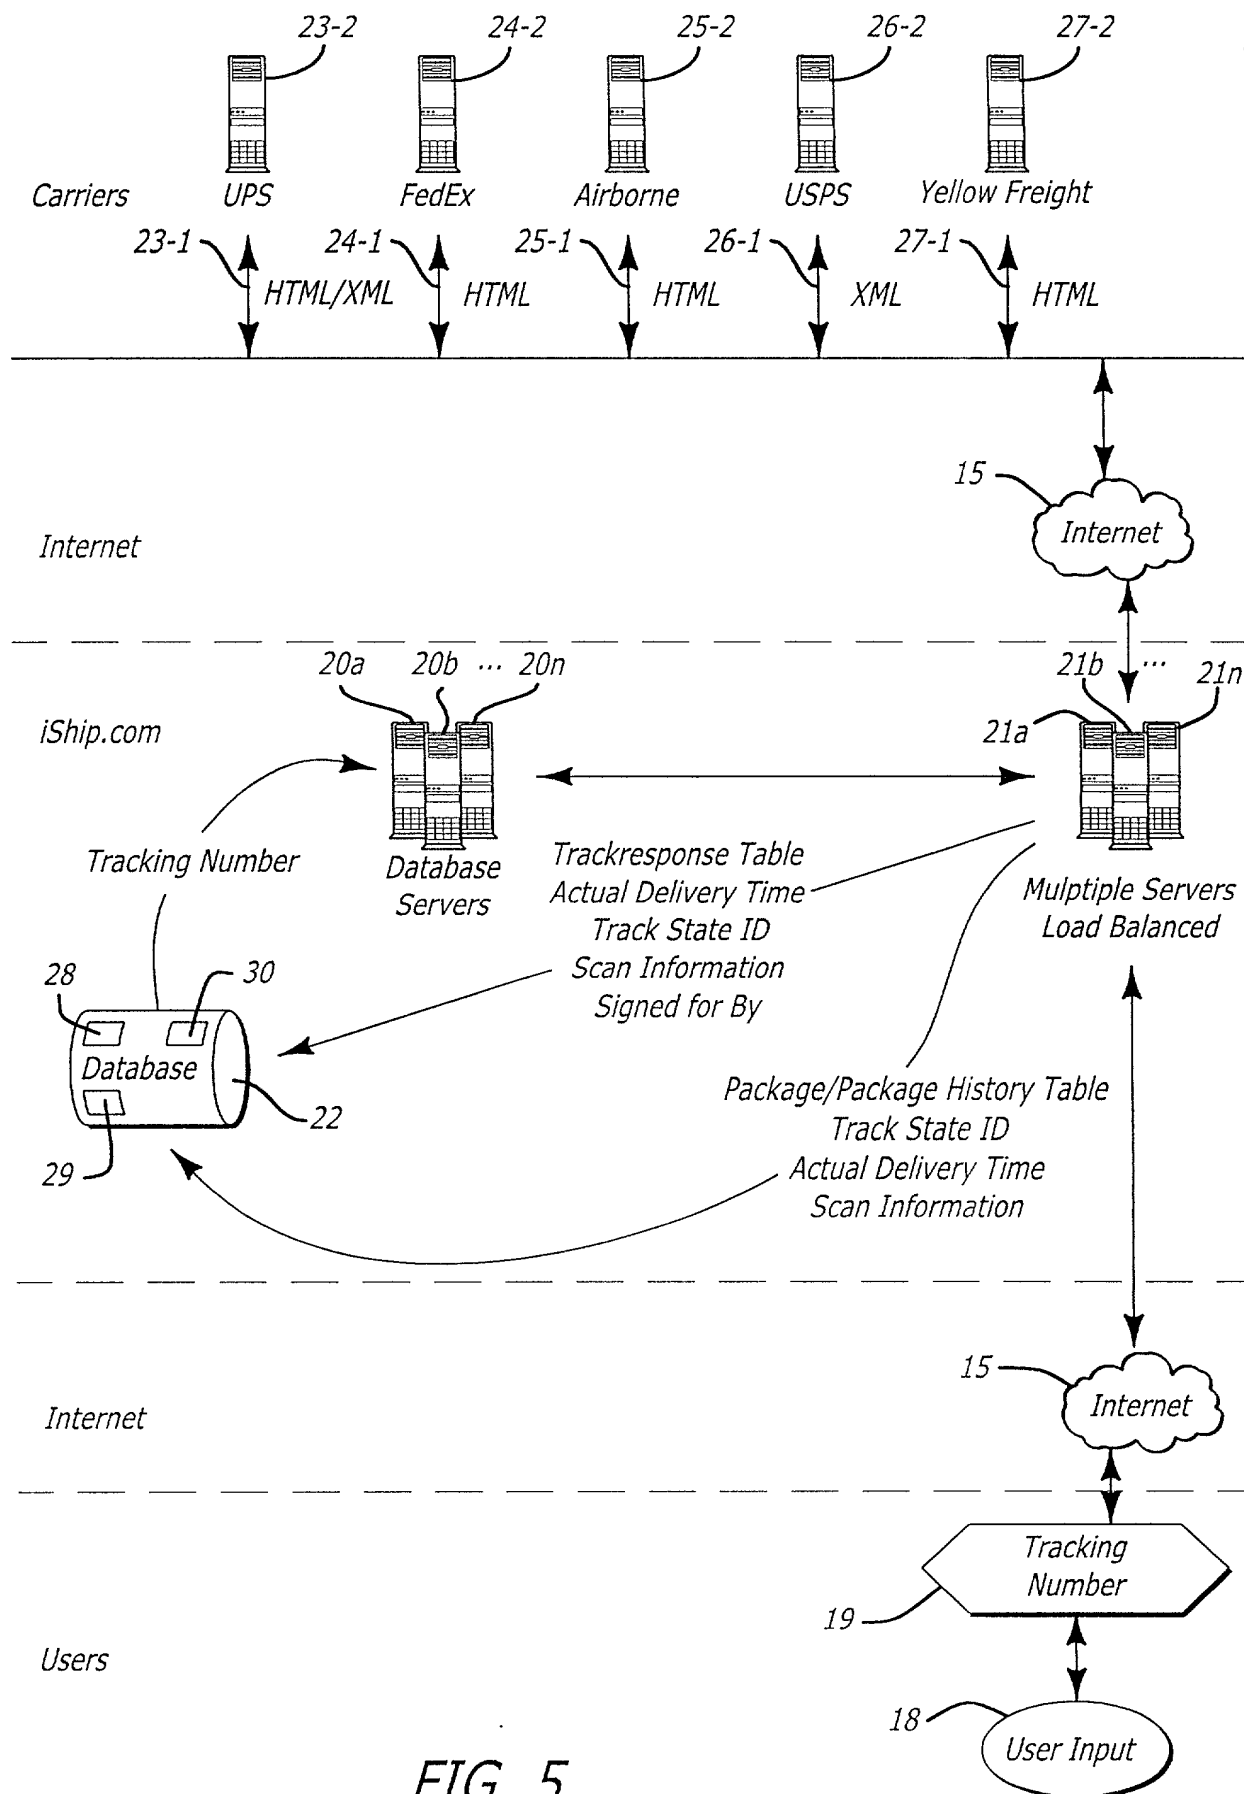 23-2 24-2 25-2 26-2 27-2
Carriers UPS FedEx Airborne USPS Yellow Freight
23-1 24-1 25-1 26-1 27-1
HTML/XML HTML HTML XML HTML
15
Internet
Internet
20a 20b ... 20n 21b ... 21n
iShip.com
21a
Tracking Number
Database
Servers
Trackresponse Table
Actual Delivery Time
Track State ID
Scan Information
Signed for By
Mulptiple Servers
Load Balanced
28 30
Database
22
29
Package/Package History Table
Track State ID
Actual Delivery Time
Scan Information
15
Internet
Internet
Tracking
Number
19
Users
18
User Input
FIG. 5